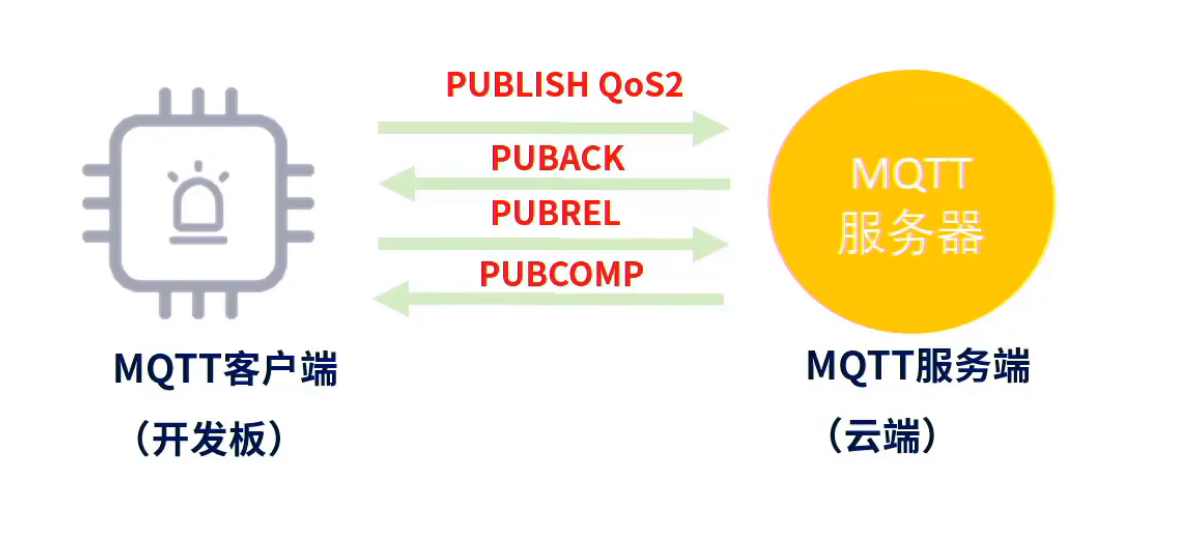 PUBLISH QoS2
PUBACK
PUBREL
PUBCOMP
MQTT
服务器
MQTT客户端
（开发板）
MQTT服务端
（云端）